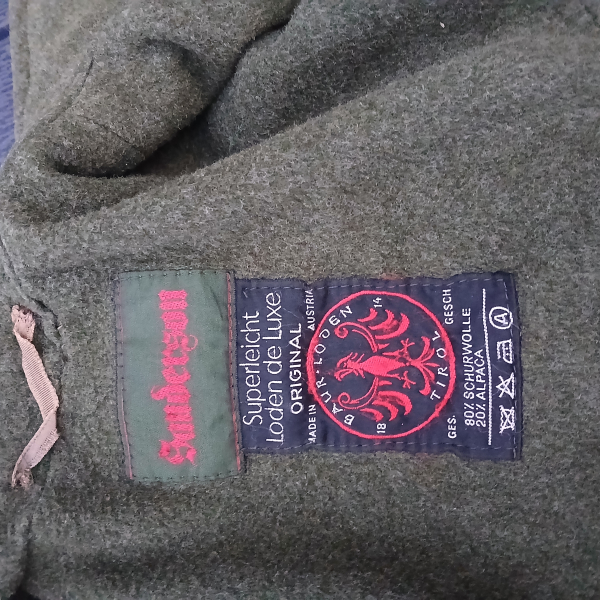 Superleicht
Loden de Luxe
ORIGINAL
MADE IN AUSTRIA
BAUR-LODEN
18 14
TIROL
GES. GESCH
80% SCHURWOLLE
20% ALPACA
A